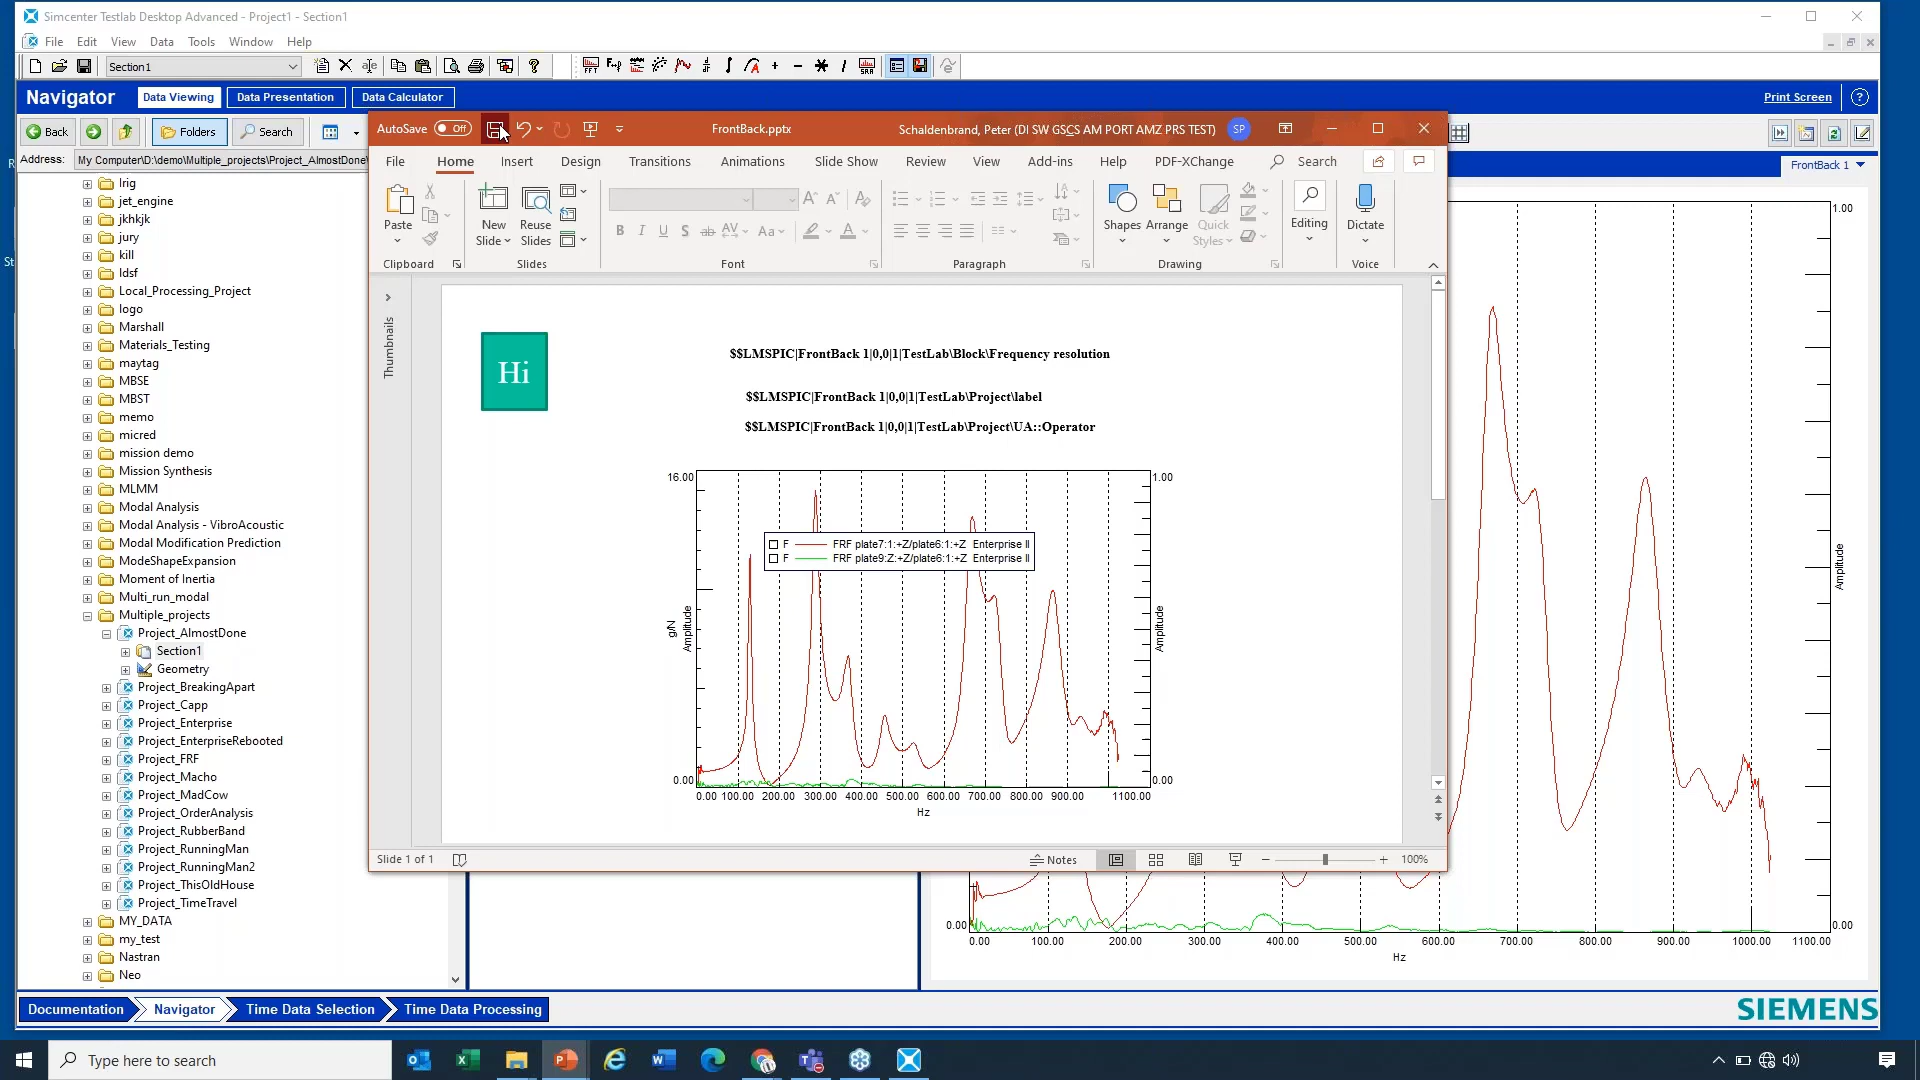 Simcenter Testlab Desktop Advanced - Project1 - Section1
File Edit View Data Tools Window Help
Section1
Navigator Data Viewing Data Presentation Data Calculator Print Screen
Back Folders Search
Address: My Computer\D:\demo\Multiple_projects\Project_AlmostDone\
FrontBack 1
lrig
jet_engine
jkhkjk
jury
kill
ldsf
Local_Processing_Project
logo
Marshall
Materials_Testing
maytag
MBSE
MBST
memo
micred
mission demo
Mission Synthesis
MLMM
Modal Analysis
Modal Analysis - VibroAcoustic
Modal Modification Prediction
ModeShapeExpansion
Moment of Inertia
Multi_run_modal
Multiple_projects
Project_AlmostDone
Section1
Geometry
Project_BreakingApart
Project_Capp
Project_Enterprise
Project_EnterpriseRebooted
Project_FRF
Project_Macho
Project_MadCow
Project_OrderAnalysis
Project_RubberBand
Project_RunningMan
Project_RunningMan2
Project_ThisOldHouse
Project_TimeTravel
MY_DATA
my_test
Nastran
Neo
AutoSave Off FrontBack.pptx Schaldenbrand, Peter (DI SW GSCS AM PORT AMZ PRS TEST) SP
File Home Insert Design Transitions Animations Slide Show Review View Add-ins Help PDF-XChange Search
Paste New Slide Reuse Slides Shapes Arrange Quick Styles Editing Dictate
Clipboard Slides Font Paragraph Drawing Voice
Thumbnails
Hi
$$LMSPIC|FrontBack 1|0,0|1|TestLab\Block\Frequency resolution
$$LMSPIC|FrontBack 1|0,0|1|TestLab\Project\label
$$LMSPIC|FrontBack 1|0,0|1|TestLab\Project\UA::Operator
16.00 1.00
F FRF plate7:1:+Z/plate6:1:+Z Enterprise II
F FRF plate9:Z:+Z/plate6:1:+Z Enterprise II
g/N
Amplitude
Amplitude
0.00 0.00
0.00 100.00 200.00 300.00 400.00 500.00 600.00 700.00 800.00 900.00 1100.00
Hz
Slide 1 of 1 Notes 100%
1.00
Amplitude
0.00 0.00
0.00 100.00 200.00 300.00 400.00 500.00 600.00 700.00 800.00 900.00 1000.00 1100.00
Hz
Documentation Navigator Time Data Selection Time Data Processing
SIEMENS
Type here to search